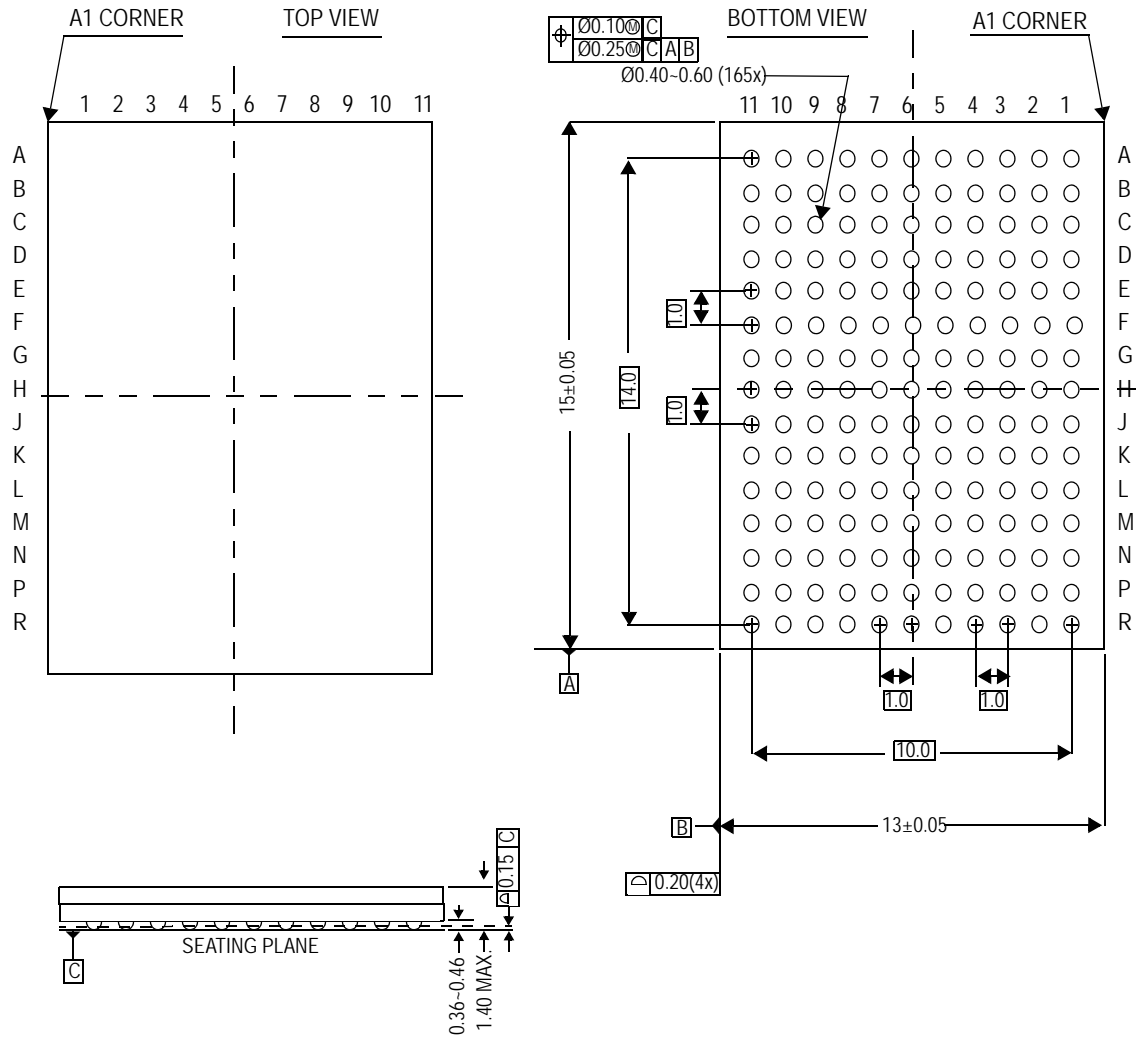 A1 CORNER
TOP VIEW
1 2 3 4 5 6 7 8 9 10 11
A
B
C
D
E
F
G
H
J
K
L
M
N
P
R
Ø0.10Ⓜ C
Ø0.25Ⓜ C A B
Ø0.40~0.60 (165x)
BOTTOM VIEW
A1 CORNER
11 10 9 8 7 6 5 4 3 2 1
A
B
C
D
E
F
G
H
J
K
L
M
N
P
R
1.0
1.0
14.0
15±0.05
A
1.0
1.0
10.0
B
13±0.05
0.20(4x)
0.15 C
SEATING PLANE
C
0.36~0.46
1.40 MAX.